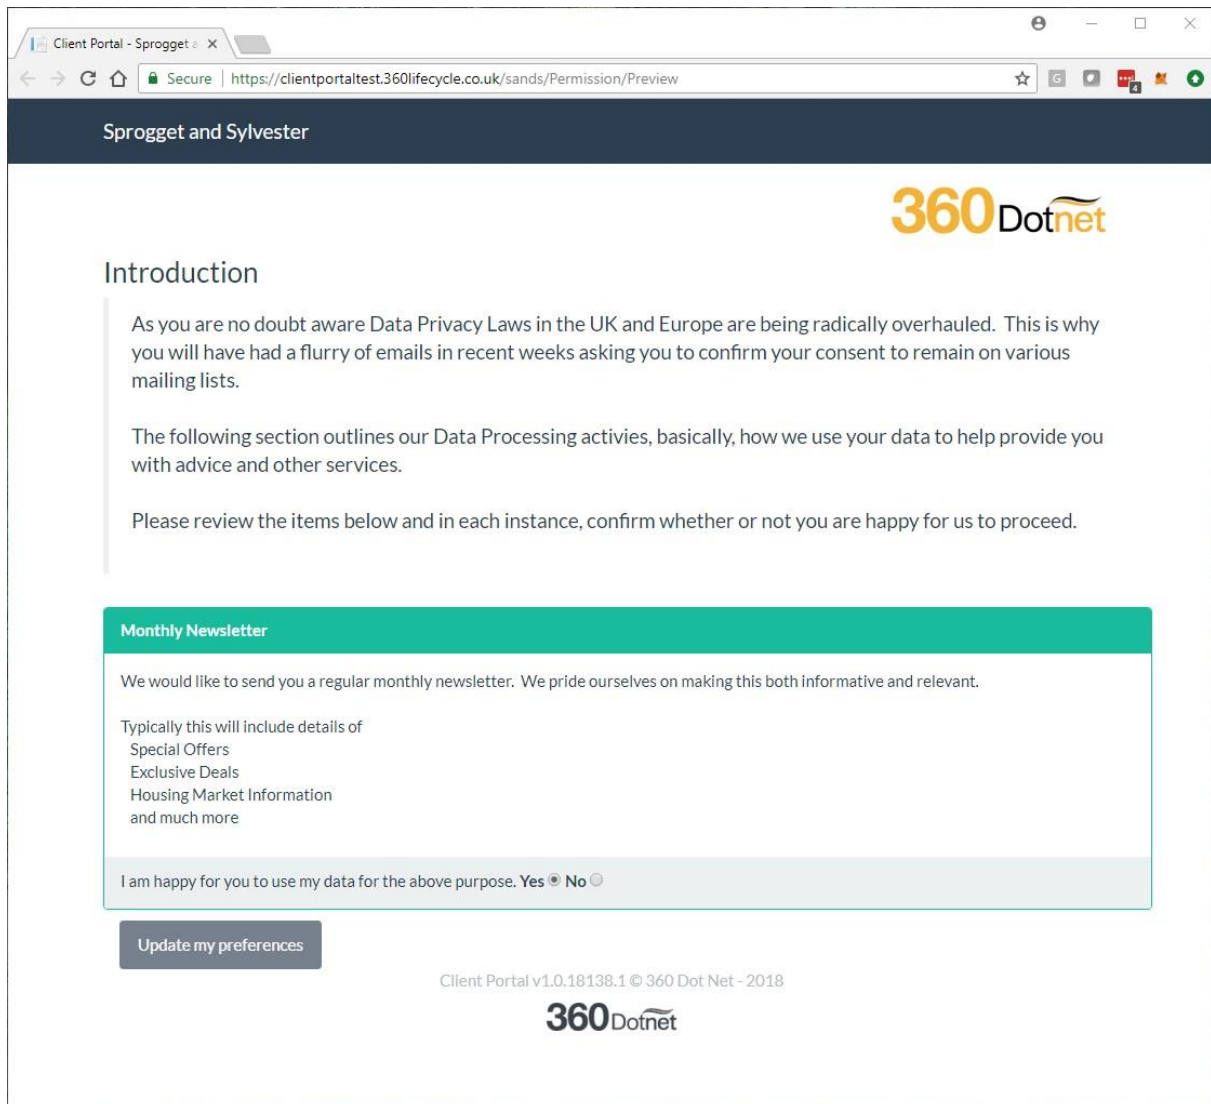 Client Portal - Sprogget a
Secure | https://clientportaltest.360lifecycle.co.uk/sands/Permission/Preview
4
Sprogget and Sylvester
360 Dotnet
Introduction
As you are no doubt aware Data Privacy Laws in the UK and Europe are being radically overhauled. This is why
you will have had a flurry of emails in recent weeks asking you to confirm your consent to remain on various
mailing lists.
The following section outlines our Data Processing activies, basically, how we use your data to help provide you
with advice and other services.
Please review the items below and in each instance, confirm whether or not you are happy for us to proceed.
Monthly Newsletter
We would like to send you a regular monthly newsletter. We pride ourselves on making this both informative and relevant.
Typically this will include details of
Special Offers
Exclusive Deals
Housing Market Information
and much more
I am happy for you to use my data for the above purpose. Yes No
Update my preferences
Client Portal v1.0.18138.1 © 360 Dot Net - 2018
360 Dotnet